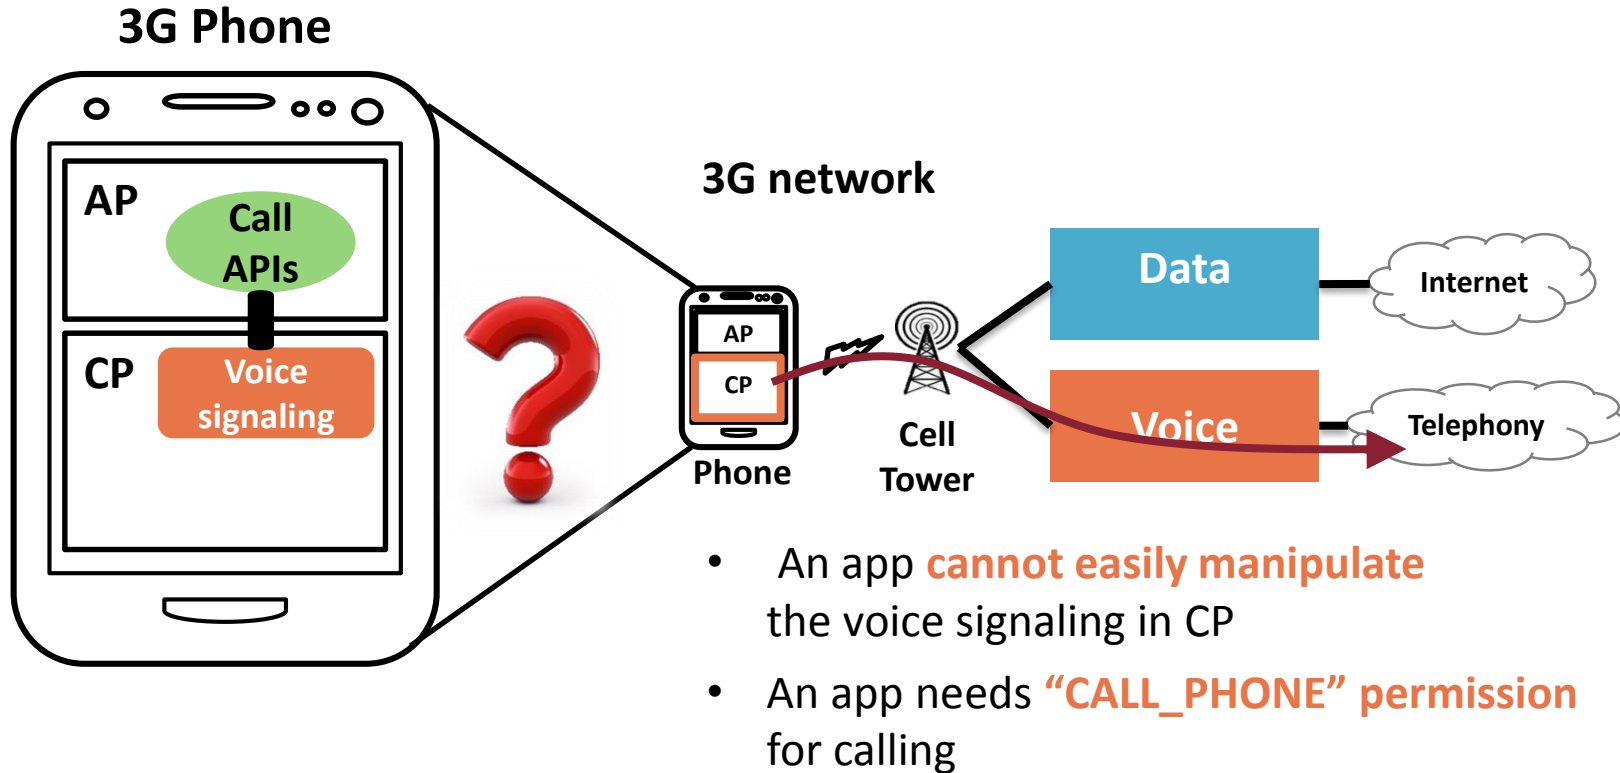 3G Phone
AP
Call
APIs
CP
Voice
signaling
3G network
AP
CP
Phone
Cell
Tower
Data
Internet
Voice
Telephony
• An app cannot easily manipulate
the voice signaling in CP
• An app needs “CALL_PHONE” permission
for calling